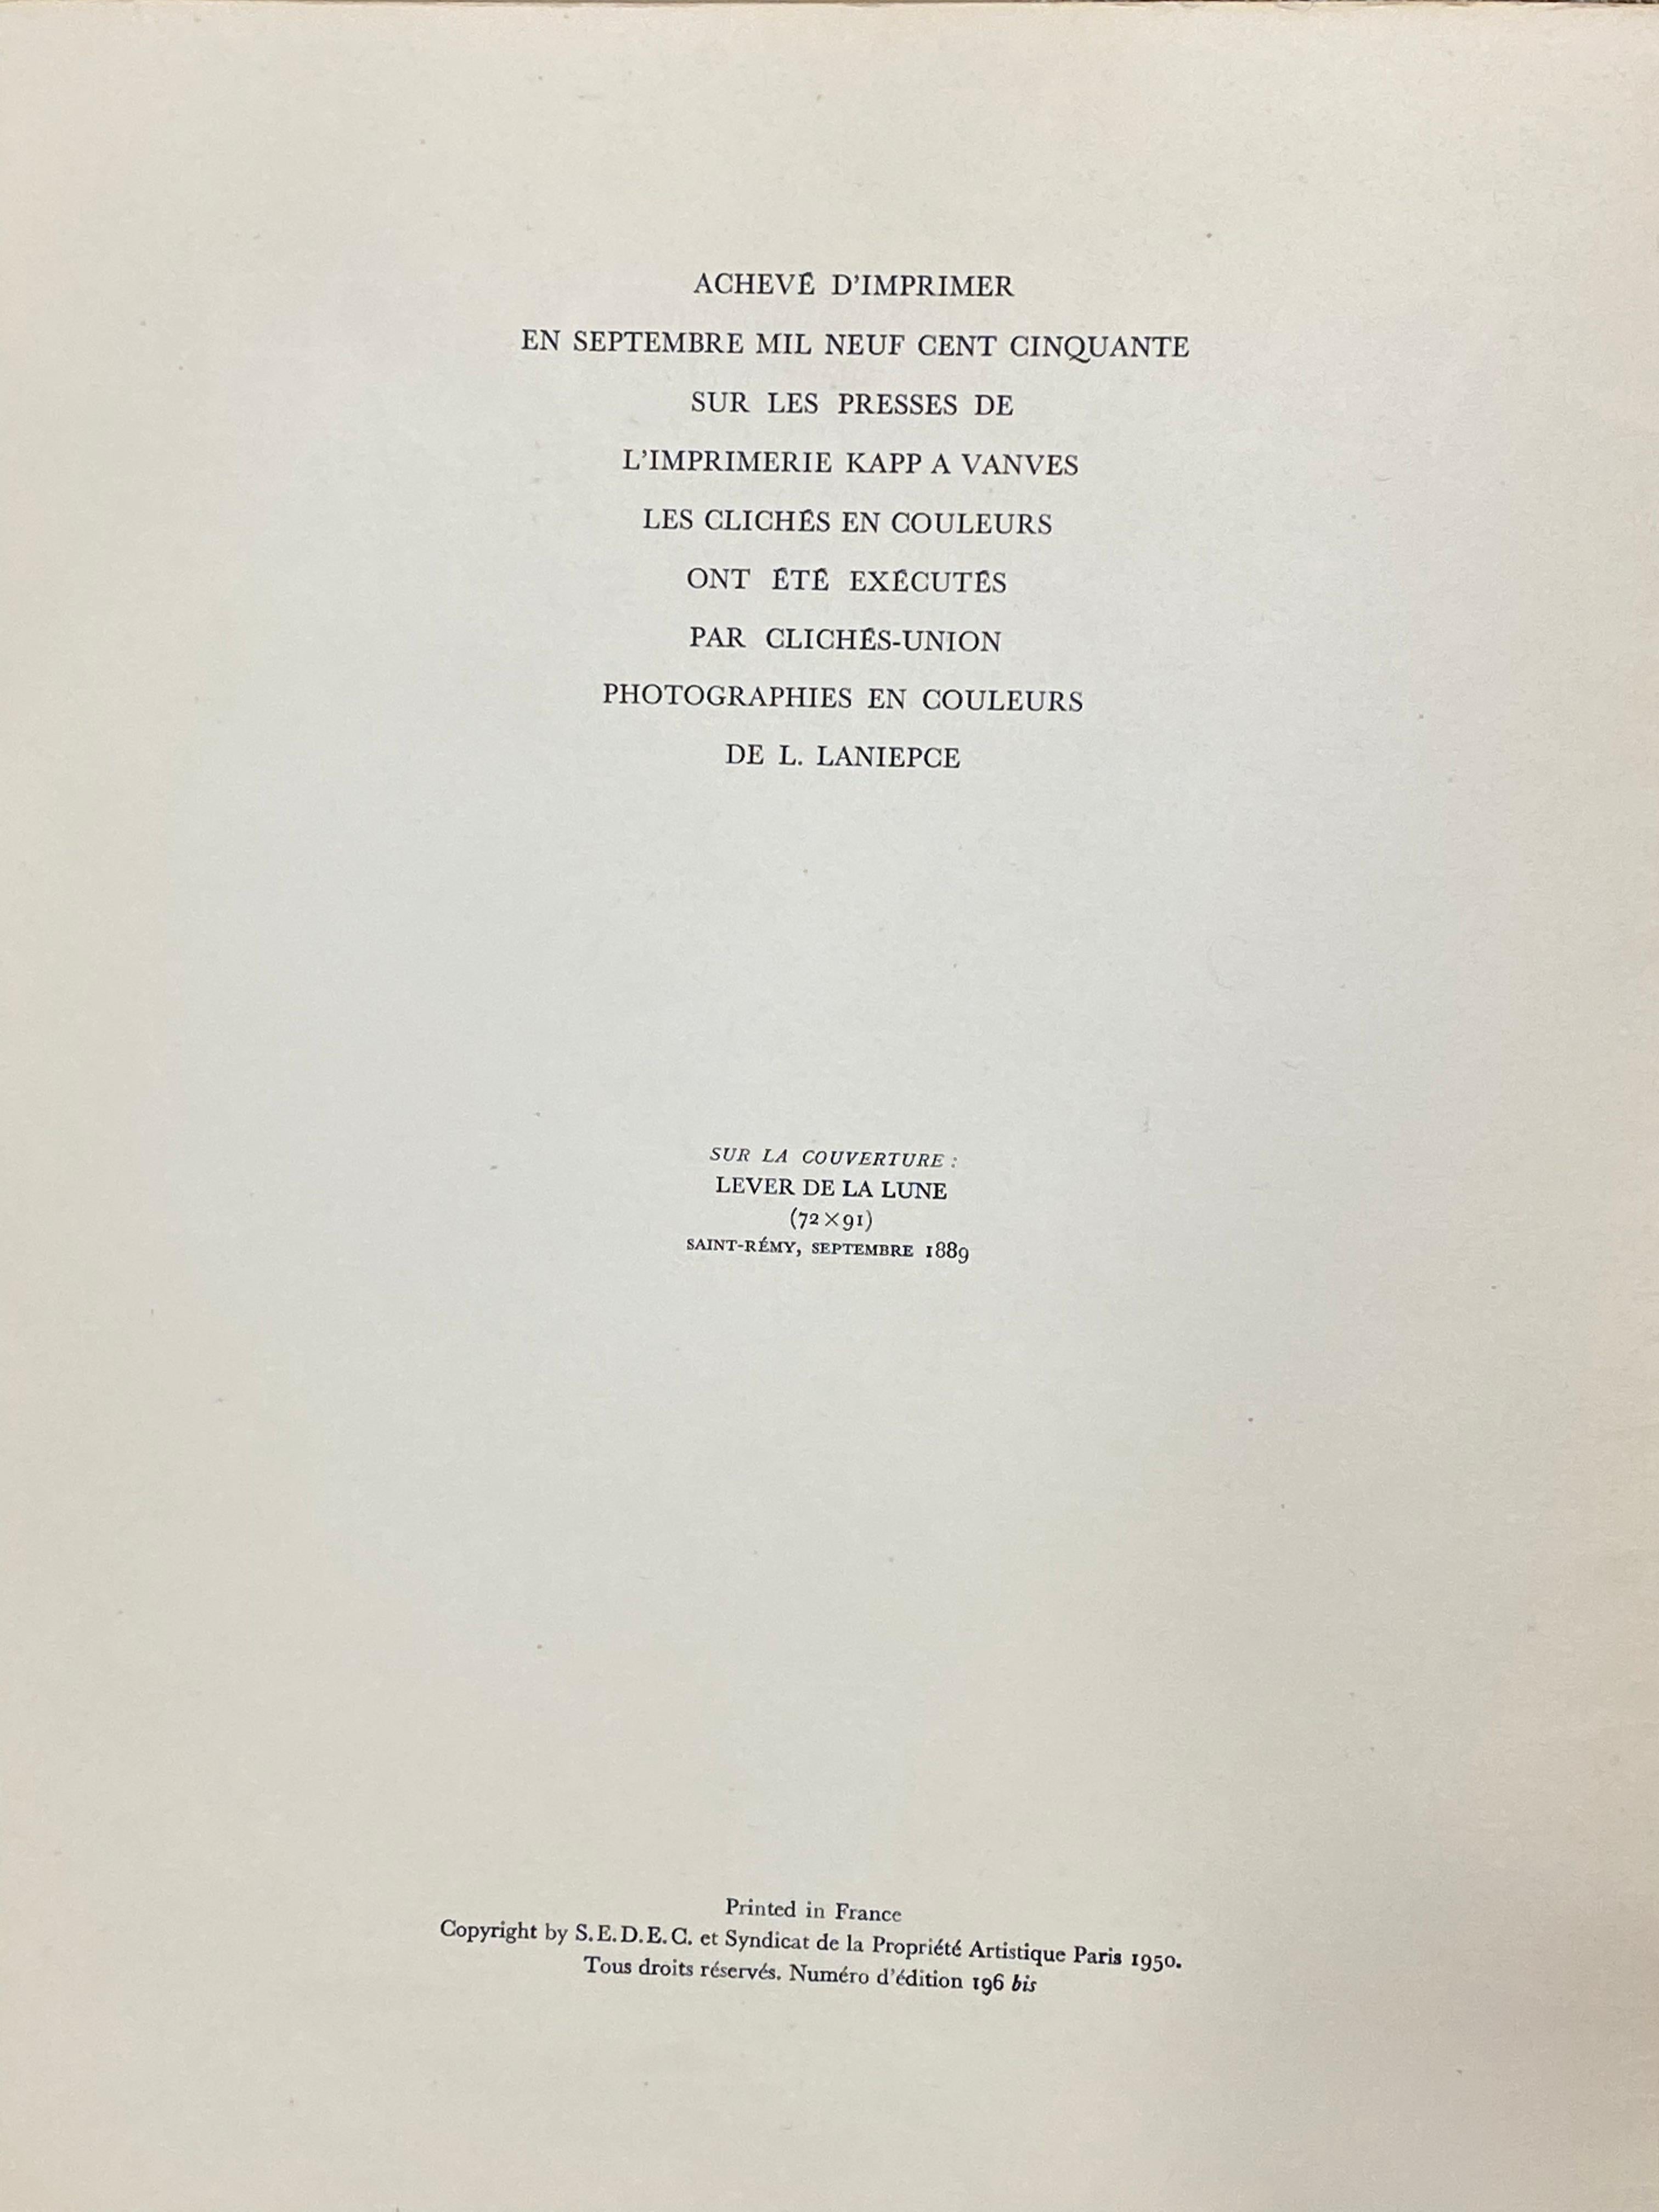 ACHEVÉ D'IMPRIMER
EN SEPTEMBRE MIL NEUF CENT CINQUANTE
SUR LES PRESSES DE
L'IMPRIMERIE KAPP A VANVES
LES CLICHÉS EN COULEURS
ONT ÉTÉ EXÉCUTÉS
PAR CLICHÉS-UNION
PHOTOGRAPHIES EN COULEURS
DE L. LANIEPCE
SUR LA COUVERTURE :
LEVER DE LA LUNE
(72×91)
SAINT-RÉMY, SEPTEMBRE 1889
Printed in France
Copyright by S.E.D.E.C. et Syndicat de la Propriété Artistique Paris 1950.
Tous droits réservés. Numéro d'édition 196 bis